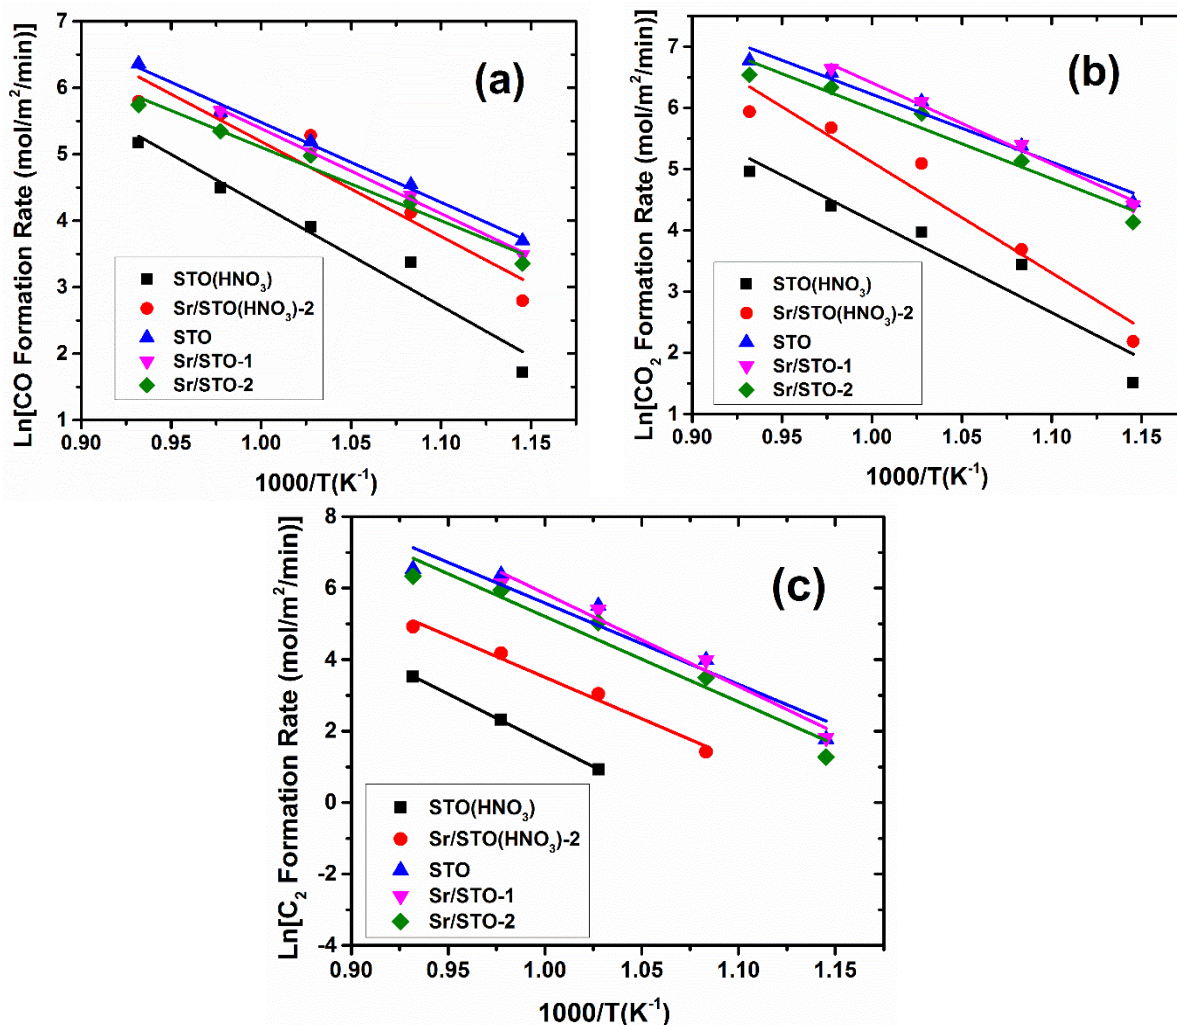 (a)
Ln[CO Formation Rate (mol/m²/min)]
7
6
5
4
3
2
1
STO(HNO₃)
Sr/STO(HNO₃)-2
STO
Sr/STO-1
Sr/STO-2
0.90 0.95 1.00 1.05 1.10 1.15
1000/T(K⁻¹)
(b)
Ln[CO₂ Formation Rate (mol/m²/min)]
7
6
5
4
3
2
1
STO(HNO₃)
Sr/STO(HNO₃)-2
STO
Sr/STO-1
Sr/STO-2
0.90 0.95 1.00 1.05 1.10 1.15
1000/T(K⁻¹)
(c)
Ln[C₂ Formation Rate (mol/m²/min)]
8
6
4
2
0
-2
-4
STO(HNO₃)
Sr/STO(HNO₃)-2
STO
Sr/STO-1
Sr/STO-2
0.90 0.95 1.00 1.05 1.10 1.15
1000/T(K⁻¹)